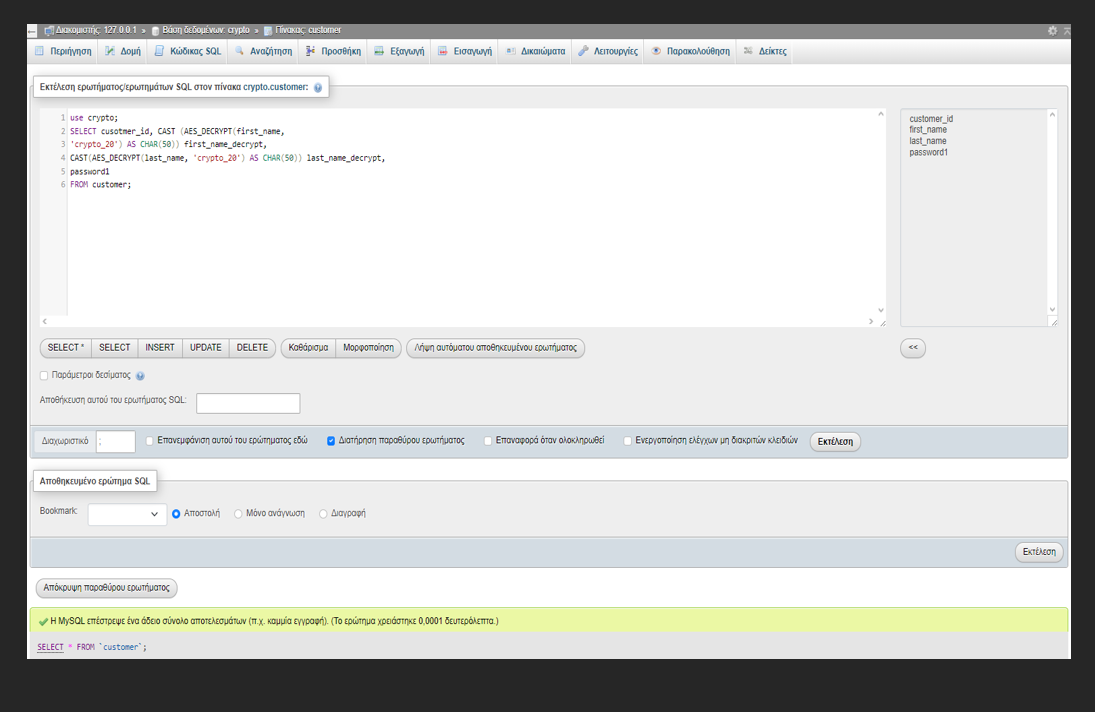 Διακομιστής: 127.0.0.1 » Βάση δεδομένων: crypto » Πίνακας: customer
Περιήγηση Δομή Κώδικας SQL Αναζήτηση Προσθήκη Εξαγωγή Εισαγωγή Δικαιώματα Λειτουργίες Παρακολούθηση Δείκτες
Εκτέλεση ερωτήματος/ερωτημάτων SQL στον πίνακα crypto.customer:
1 use crypto;
2 SELECT cusotmer_id, CAST (AES_DECRYPT(first_name,
3 'crypto_20') AS CHAR(50)) first_name_decrypt,
4 CAST(AES_DECRYPT(last_name, 'crypto_20') AS CHAR(50)) last_name_decrypt,
5 password1
6 FROM customer;
customer_id
first_name
last_name
password1
SELECT * SELECT INSERT UPDATE DELETE Καθάρισμα Μορφοποίηση Λήψη αυτόματου αποθηκευμένου ερωτήματος <<
Παράμετροι δεσίματος
Αποθήκευση αυτού του ερωτήματος SQL:
Διαχωριστικό ; Επανεμφάνιση αυτού του ερώτηματος εδώ Διατήρηση παραθύρου ερωτήματος Επαναφορά όταν ολοκληρωθεί Ενεργοποίηση ελέγχων μη διακριτών κλειδιών Εκτέλεση
Αποθηκευμένο ερώτημα SQL
Bookmark: Αποστολή Μόνο ανάγνωση Διαγραφή
Εκτέλεση
Απόκρυψη παραθύρου ερωτήματος
Η MySQL επέστρεψε ένα άδειο σύνολο αποτελεσμάτων (π.χ. καμμία εγγραφή). (Το ερώτημα χρειάστηκε 0,0001 δευτερόλεπτα.)
SELECT * FROM `customer`;